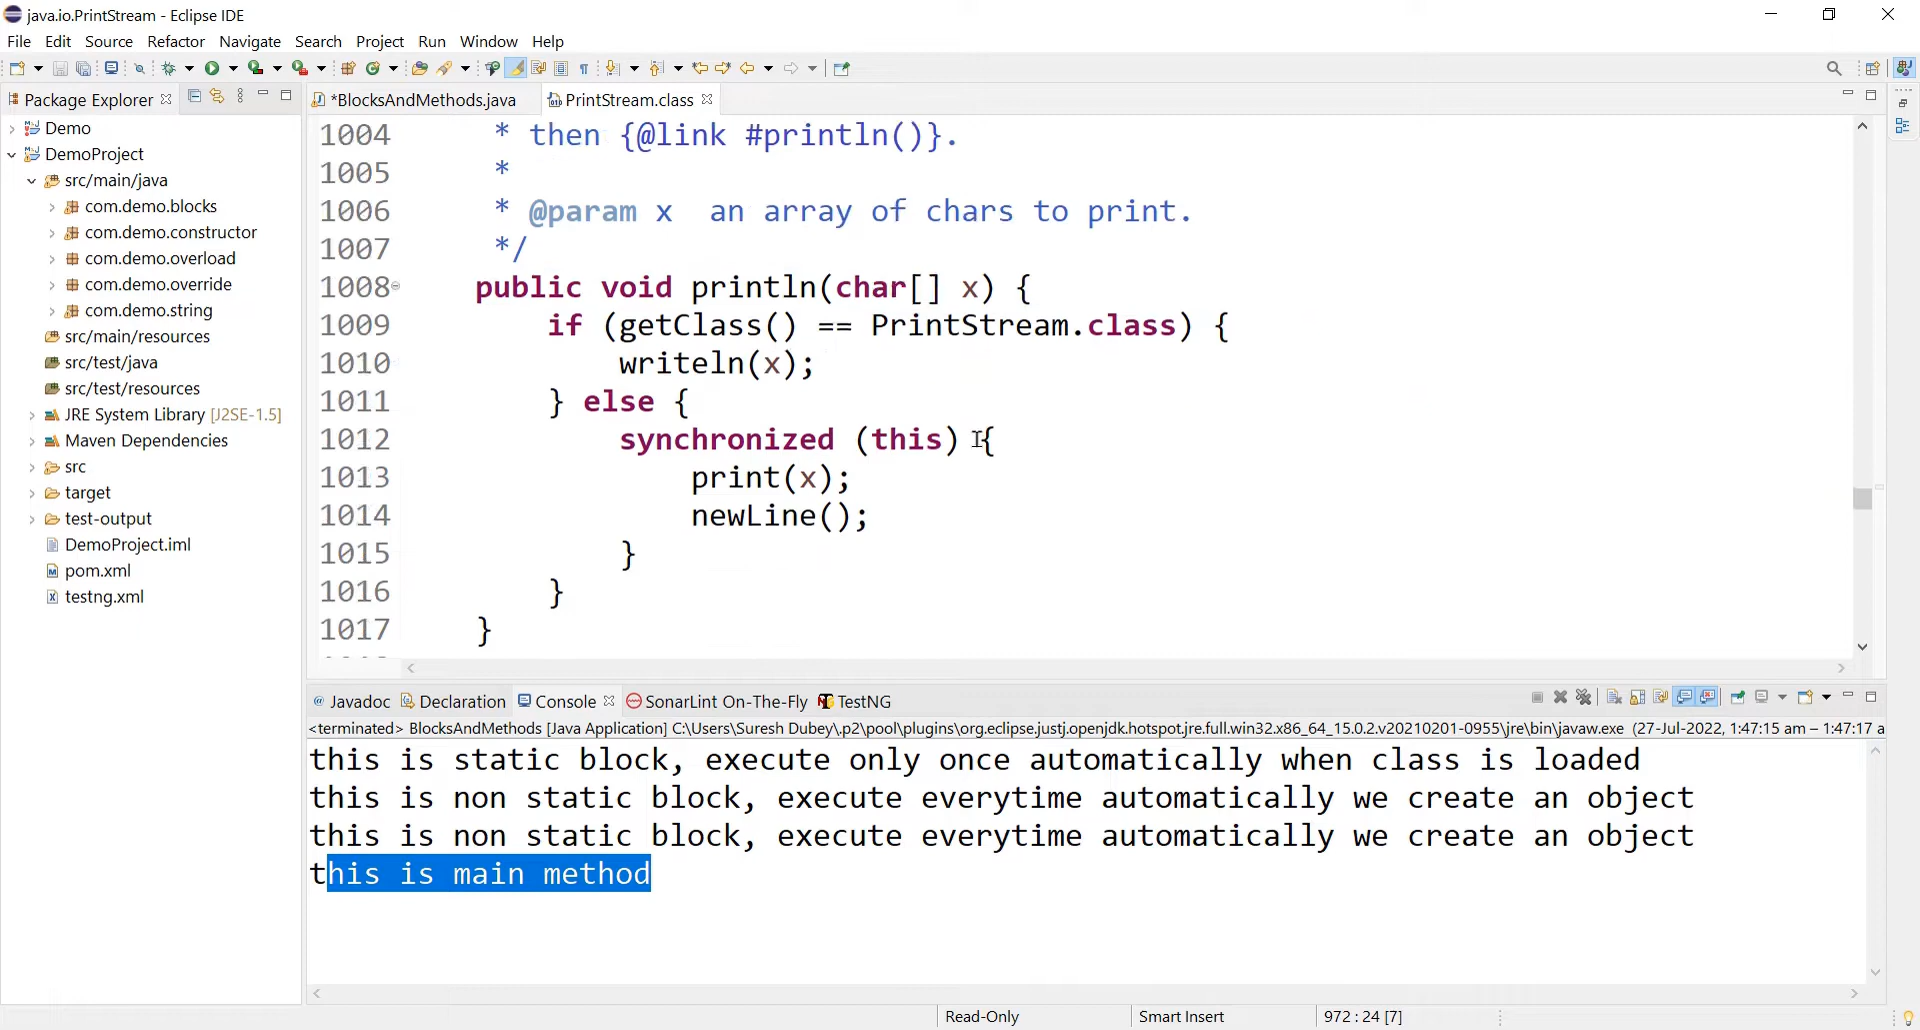 java.io.PrintStream - Eclipse IDE
File Edit Source Refactor Navigate Search Project Run Window Help
Package Explorer
*BlocksAndMethods.java
PrintStream.class
Demo
DemoProject
src/main/java
com.demo.blocks
com.demo.constructor
com.demo.overload
com.demo.override
com.demo.string
src/main/resources
src/test/java
src/test/resources
JRE System Library [J2SE-1.5]
Maven Dependencies
src
target
test-output
DemoProject.iml
pom.xml
testng.xml
1004 * then {@link #println()}.
1005 *
1006 * @param x an array of chars to print.
1007 */
1008 public void println(char[] x) {
1009 if (getClass() == PrintStream.class) {
1010 writeln(x);
1011 } else {
1012 synchronized (this) {
1013 print(x);
1014 newLine();
1015 }
1016 }
1017 }
@ Javadoc Declaration Console SonarLint On-The-Fly TestNG
<terminated> BlocksAndMethods [Java Application] C:\Users\Suresh Dubey\.p2\pool\plugins\org.eclipse.justj.openjdk.hotspot.jre.full.win32.x86_64_15.0.2.v20210201-0955\jre\bin\javaw.exe (27-Jul-2022, 1:47:15 am – 1:47:17 a
this is static block, execute only once automatically when class is loaded
this is non static block, execute everytime automatically we create an object
this is non static block, execute everytime automatically we create an object
this is main method
Read-Only Smart Insert 972 : 24 [7]